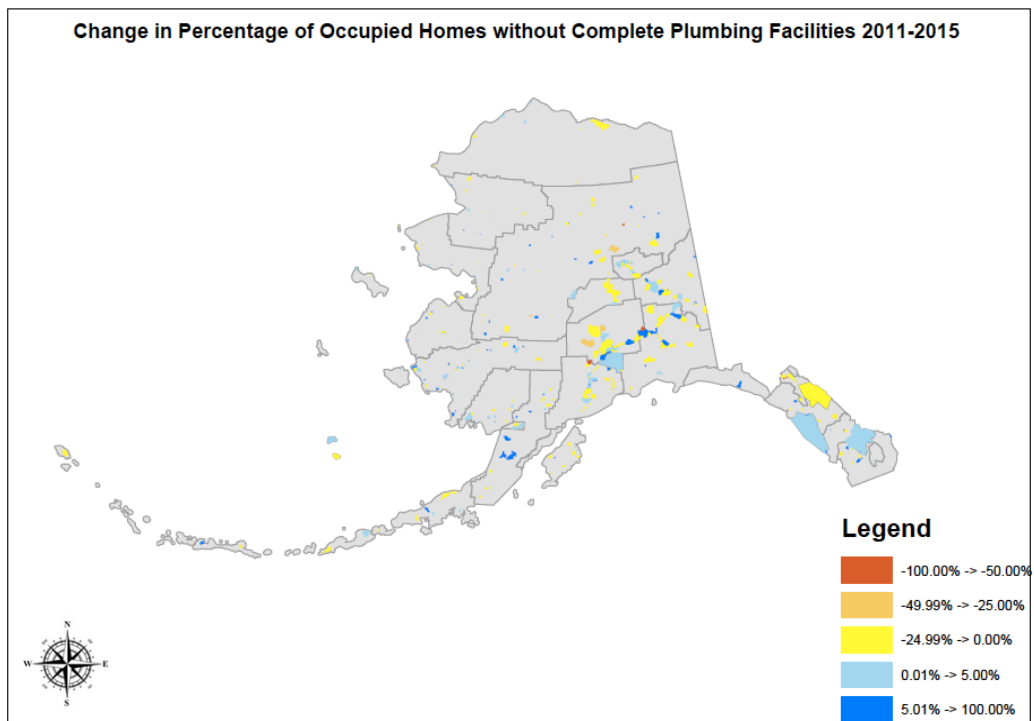 Change in Percentage of Occupied Homes without Complete Plumbing Facilities 2011-2015
Legend
-100.00% -> -50.00%
-49.99% -> -25.00%
-24.99% -> 0.00%
0.01% -> 5.00%
5.01% -> 100.00%
N
W
E
S